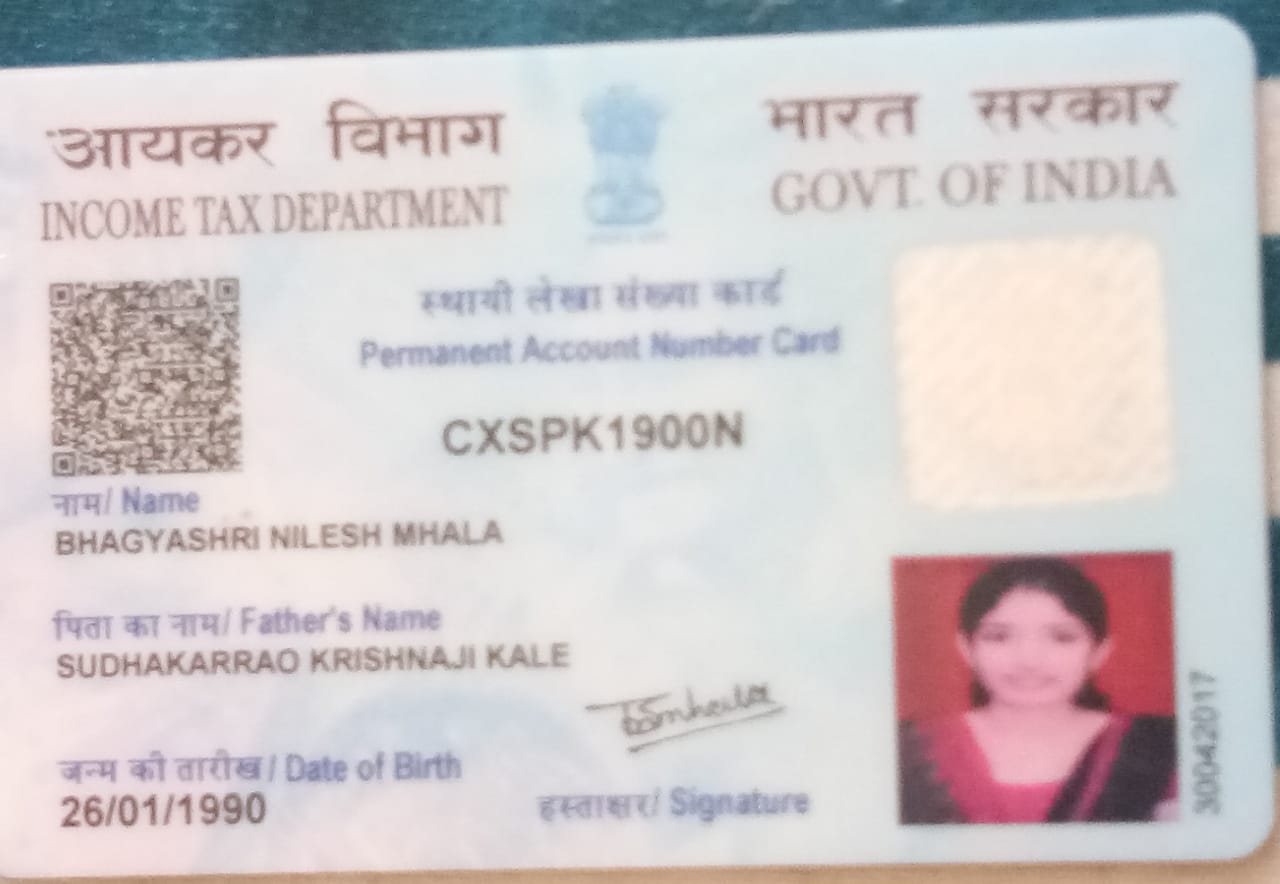 आयकर विभाग
INCOME TAX DEPARTMENT
भारत सरकार
GOVT. OF INDIA
स्थायी लेखा संख्या कार्ड
Permanent Account Number Card
CXSPK1900N
नाम/ Name
BHAGYASHRI NILESH MHALA
पिता का नाम/ Father's Name
SUDHAKARRAO KRISHNAJI KALE
जन्म की तारीख/ Date of Birth
26/01/1990
हस्ताक्षर/ Signature
30042017